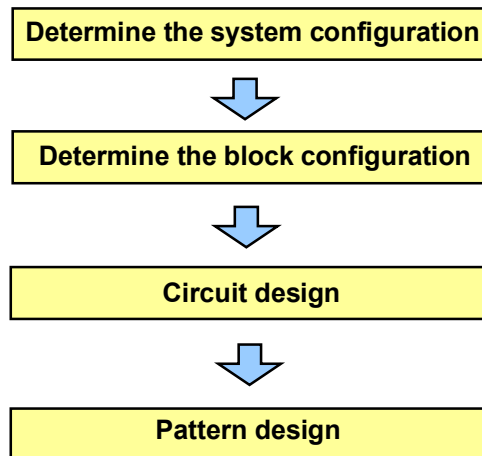 Determine the system configuration
Determine the block configuration
Circuit design
Pattern design